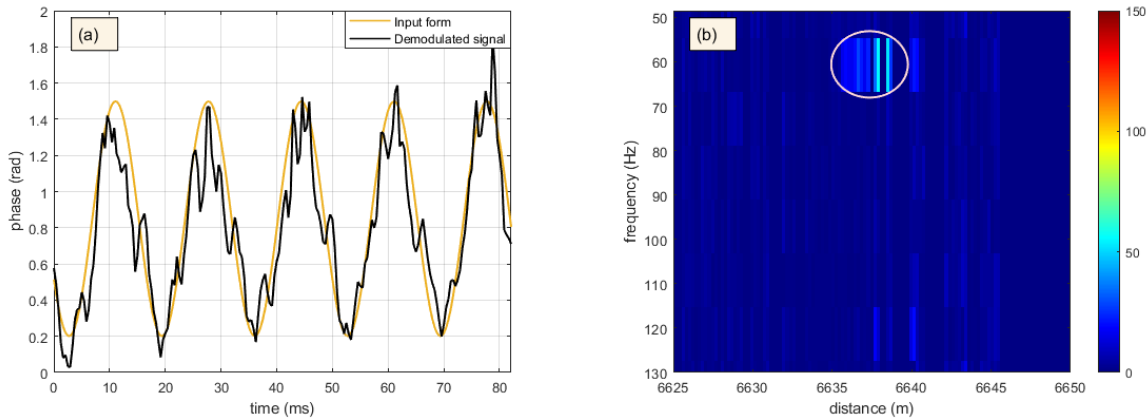 (a)
Input form
Demodulated signal
2
1.8
1.6
1.4
1.2
1
0.8
0.6
0.4
0.2
0
phase (rad)
0 10 20 30 40 50 60 70 80
time (ms)
(b)
50
60
70
80
90
100
110
120
130
frequency (Hz)
6625 6630 6635 6640 6645 6650
distance (m)
150
100
50
0